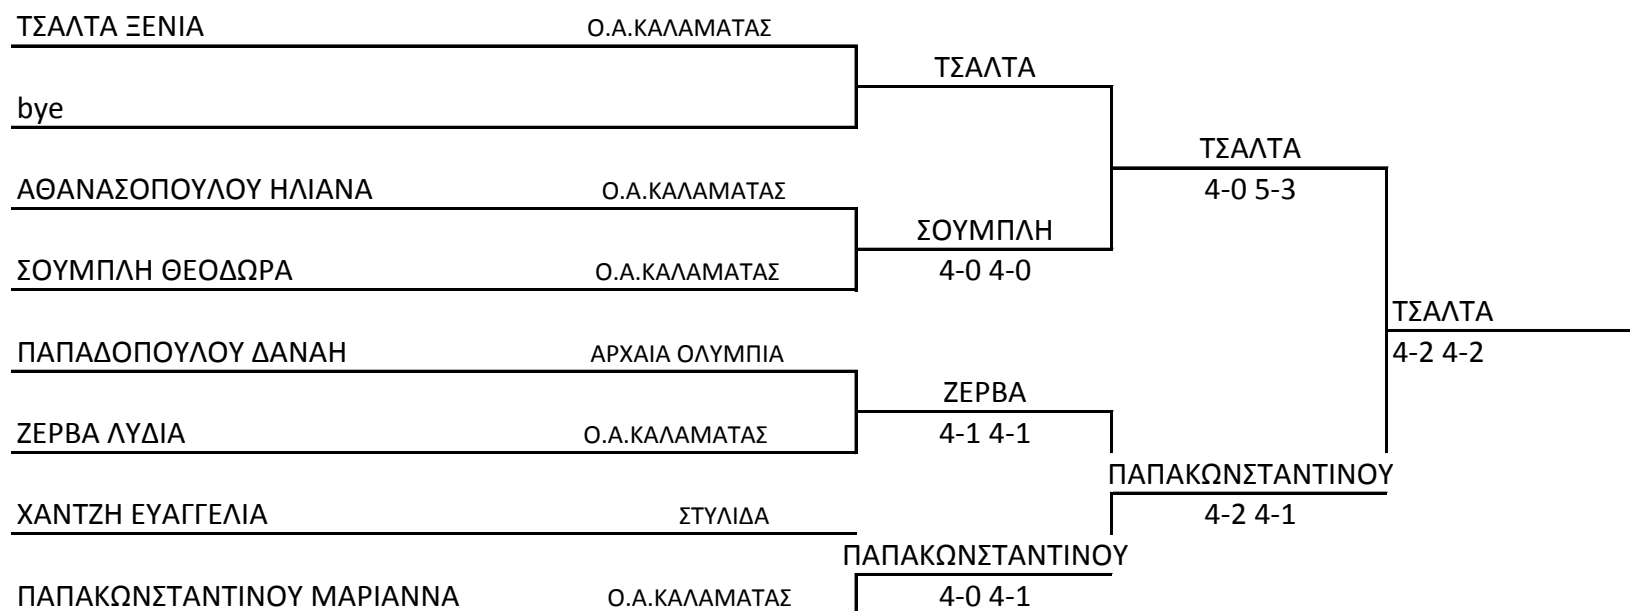 ΤΣΑΛΤΑ ΞΕΝΙΑ Ο.Α.ΚΑΛΑΜΑΤΑΣ
ΤΣΑΛΤΑ
bye
ΤΣΑΛΤΑ
ΑΘΑΝΑΣΟΠΟΥΛΟΥ ΗΛΙΑΝΑ Ο.Α.ΚΑΛΑΜΑΤΑΣ 4-0 5-3
ΣΟΥΜΠΛΗ
ΣΟΥΜΠΛΗ ΘΕΟΔΩΡΑ Ο.Α.ΚΑΛΑΜΑΤΑΣ 4-0 4-0
ΤΣΑΛΤΑ
ΠΑΠΑΔΟΠΟΥΛΟΥ ΔΑΝΑΗ ΑΡΧΑΙΑ ΟΛΥΜΠΙΑ 4-2 4-2
ΖΕΡΒΑ
ΖΕΡΒΑ ΛΥΔΙΑ Ο.Α.ΚΑΛΑΜΑΤΑΣ 4-1 4-1
ΠΑΠΑΚΩΝΣΤΑΝΤΙΝΟΥ
ΧΑΝΤΖΗ ΕΥΑΓΓΕΛΙΑ ΣΤΥΛΙΔΑ 4-2 4-1
ΠΑΠΑΚΩΝΣΤΑΝΤΙΝΟΥ
ΠΑΠΑΚΩΝΣΤΑΝΤΙΝΟΥ ΜΑΡΙΑΝΝΑ Ο.Α.ΚΑΛΑΜΑΤΑΣ 4-0 4-1